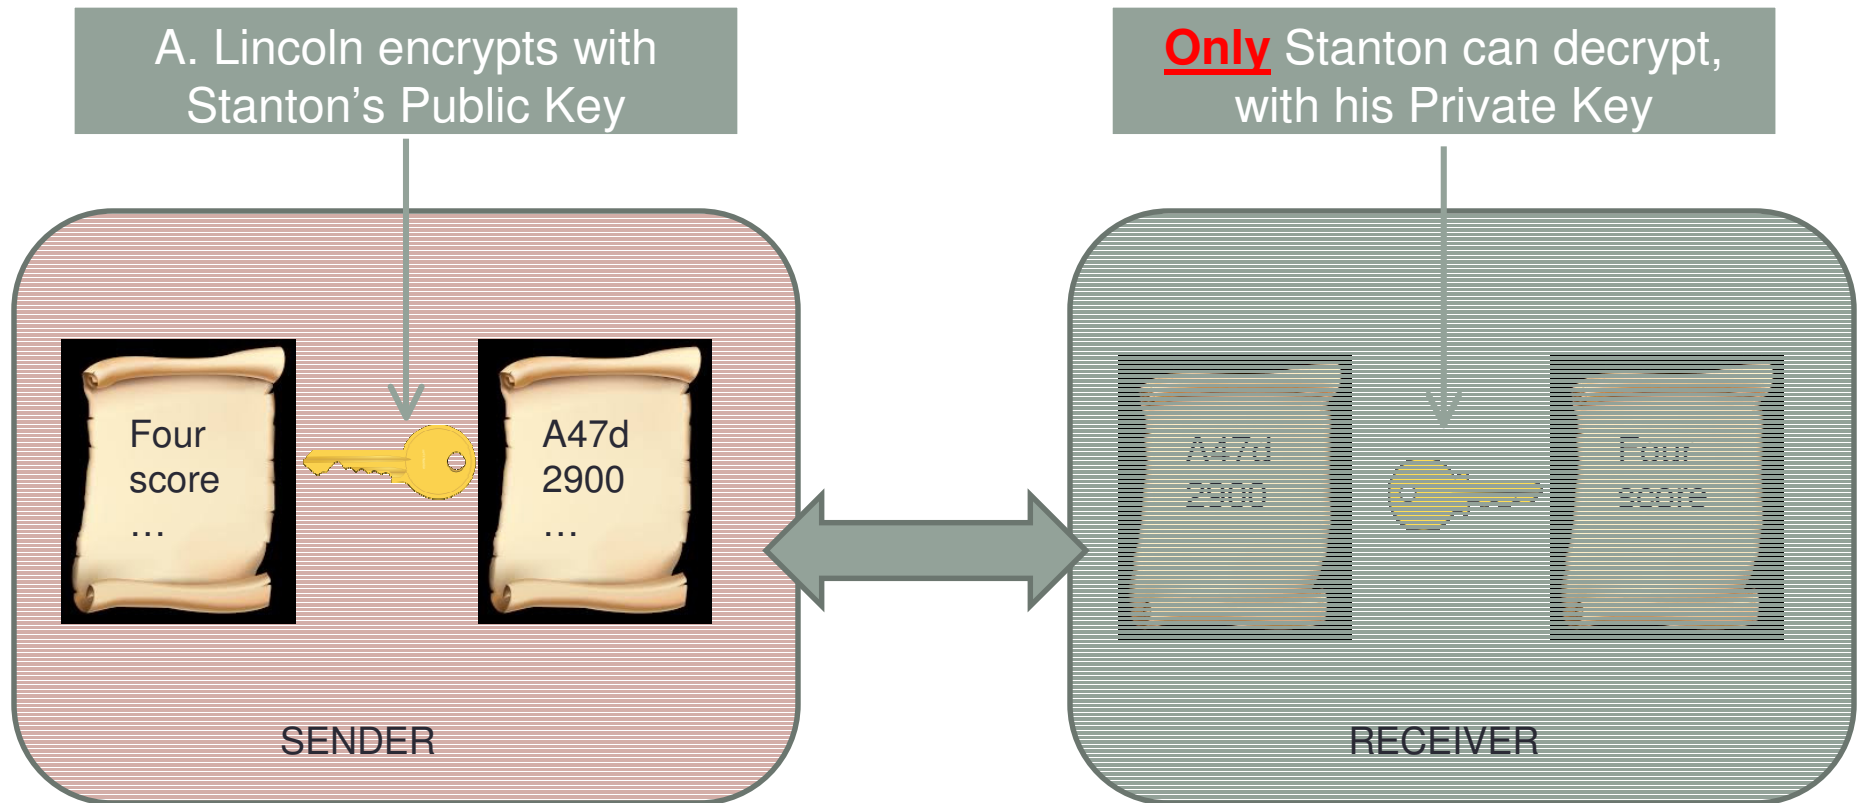 A. Lincoln encrypts with
Stanton's Public Key
Only Stanton can decrypt,
with his Private Key
Four
score
…
A47d
2900
…
A47d
2900
Four
score
SENDER
RECEIVER